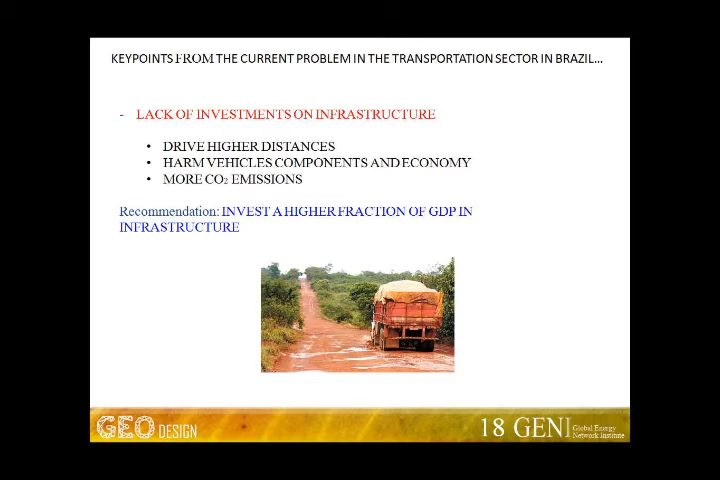 KEYPOINTS FROM THE CURRENT PROBLEM IN THE TRANSPORTATION SECTOR IN BRAZIL...
- LACK OF INVESTMENTS ON INFRASTRUCTURE
• DRIVE HIGHER DISTANCES
• HARM VEHICLES COMPONENTS AND ECONOMY
• MORE CO₂ EMISSIONS
Recommendation: INVEST A HIGHER FRACTION OF GDP IN
INFRASTRUCTURE
GEO DESIGN
18 GENI Global Energy
Network Institute